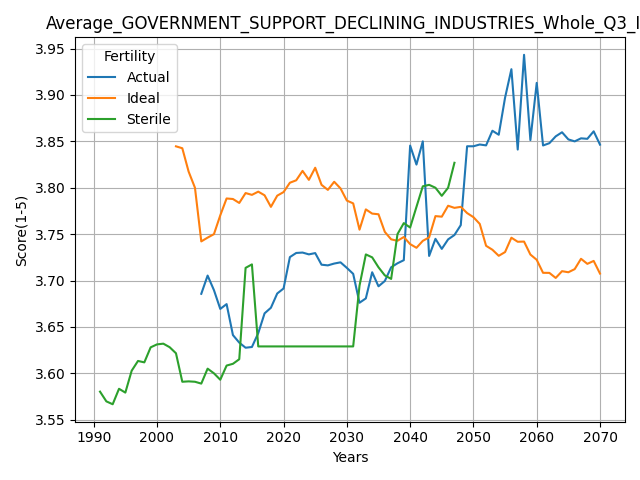 Average_GOVERNMENT_SUPPORT_DECLINING_INDUSTRIES_Whole_Q3_I
Fertility
Actual
Ideal
Sterile
Score(1-5)
3.95
3.90
3.85
3.80
3.75
3.70
3.65
3.60
3.55
1990 2000 2010 2020 2030 2040 2050 2060 2070
Years